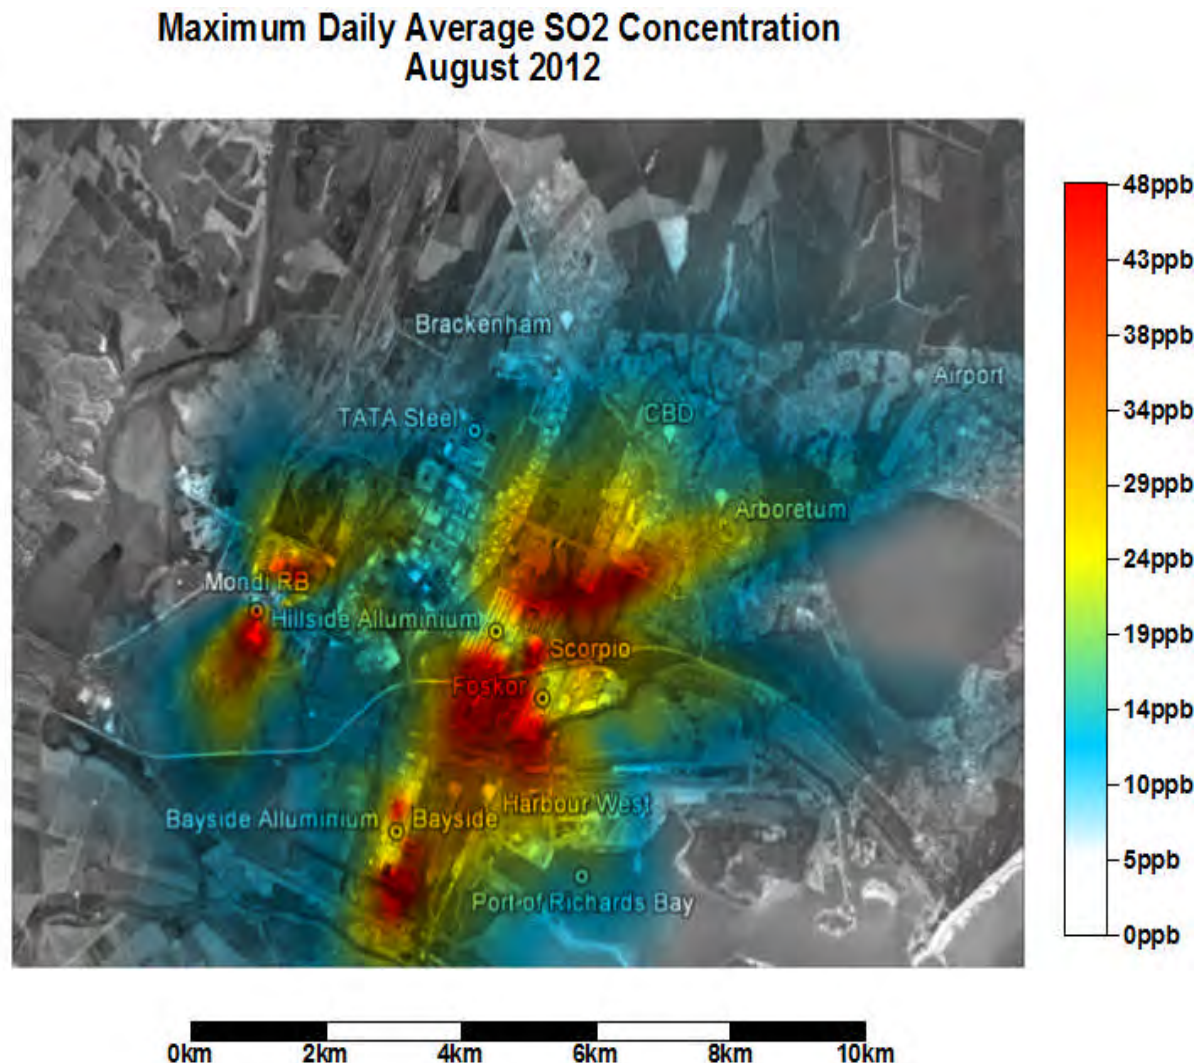 Maximum Daily Average SO2 Concentration
August 2012
48ppb
43ppb
38ppb
34ppb
29ppb
24ppb
19ppb
14ppb
10ppb
5ppb
0ppb
Brackenham
Airport
TATA Steel
CBD
Arboretum
Mondi RB
Hillside Alluminium
Scorpio
Foskor
Bayside Alluminium
Bayside
Harbour West
Port of Richards Bay
0km 2km 4km 6km 8km 10km